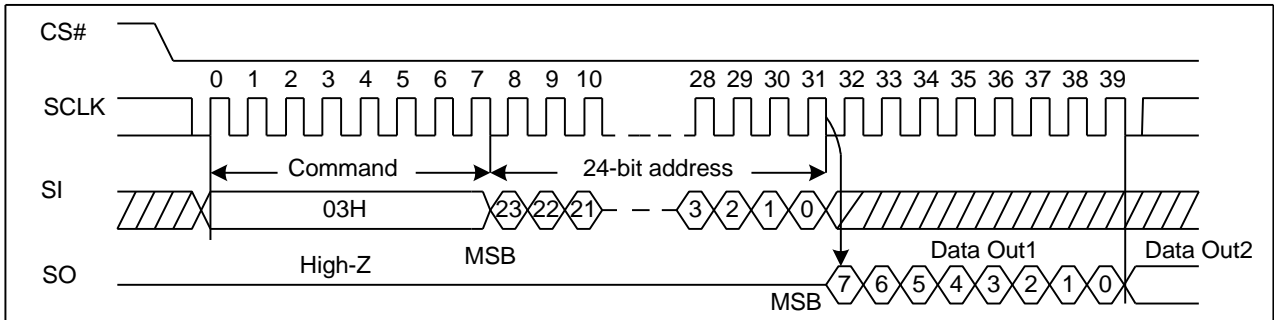 CS#
0 1 2 3 4 5 6 7 8 9 10 28 29 30 31 32 33 34 35 36 37 38 39
SCLK
Command 24-bit address
SI
03H 23 22 21 3 2 1 0
High-Z MSB Data Out1 Data Out2
SO
MSB 7 6 5 4 3 2 1 0